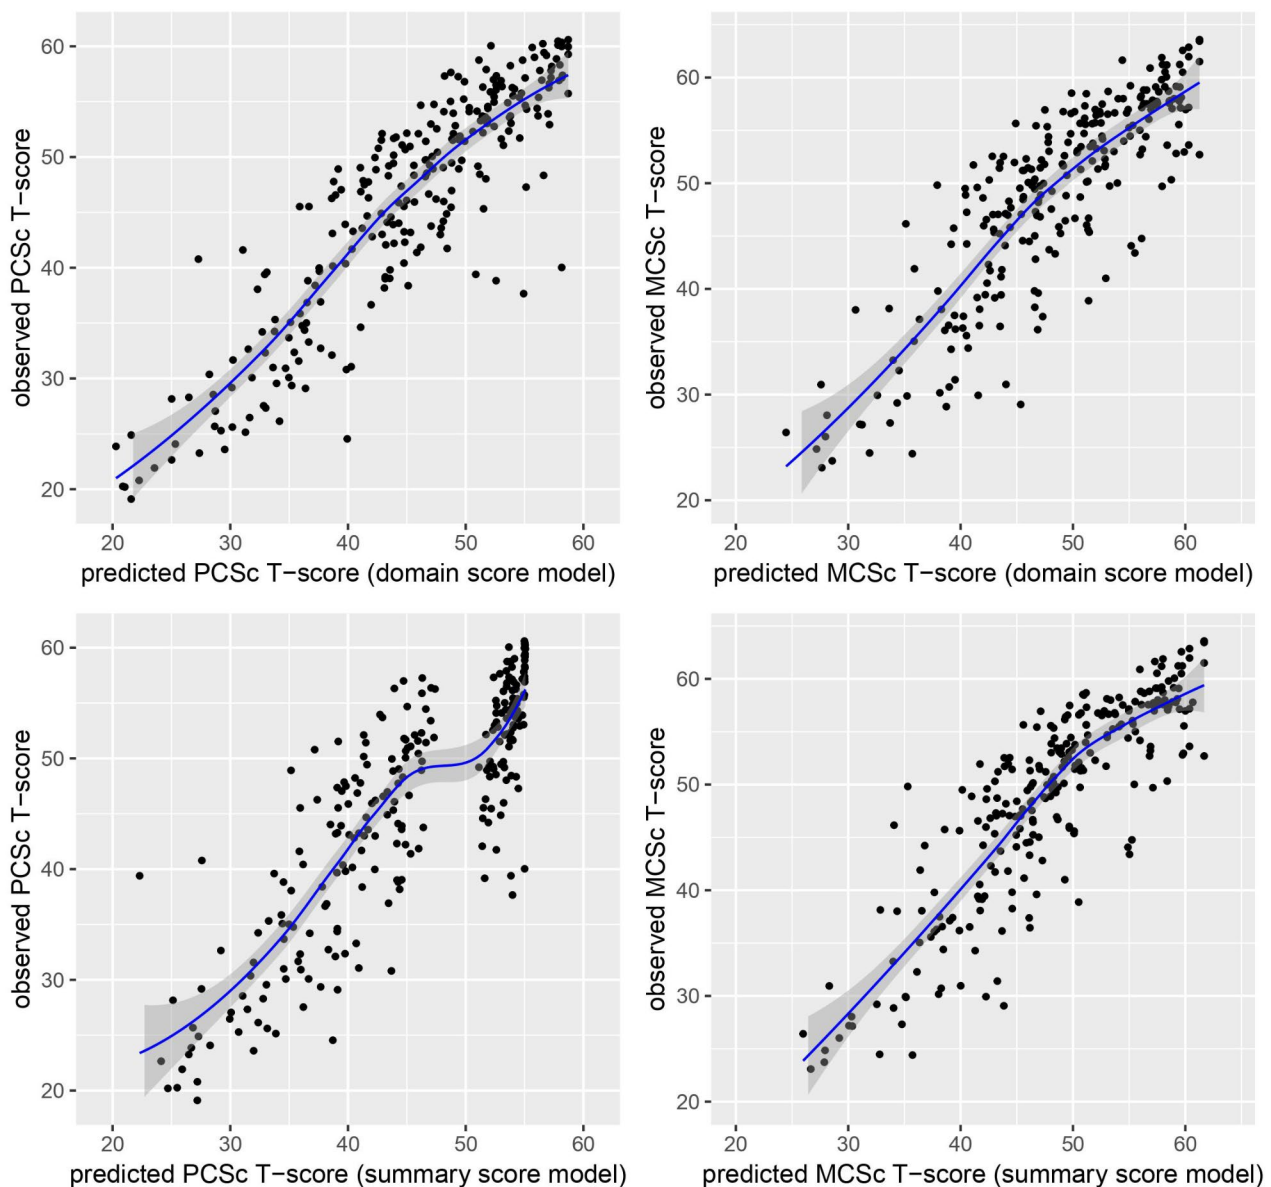 observed PCSc T-score
60
50
40
30
20
20 30 40 50 60
predicted PCSc T-score (domain score model)
observed MCSc T-score
60
50
40
30
20
20 30 40 50 60
predicted MCSc T-score (domain score model)
observed PCSc T-score
60
50
40
30
20
20 30 40 50 60
predicted PCSc T-score (summary score model)
observed MCSc T-score
60
50
40
30
20
20 30 40 50 60
predicted MCSc T-score (summary score model)